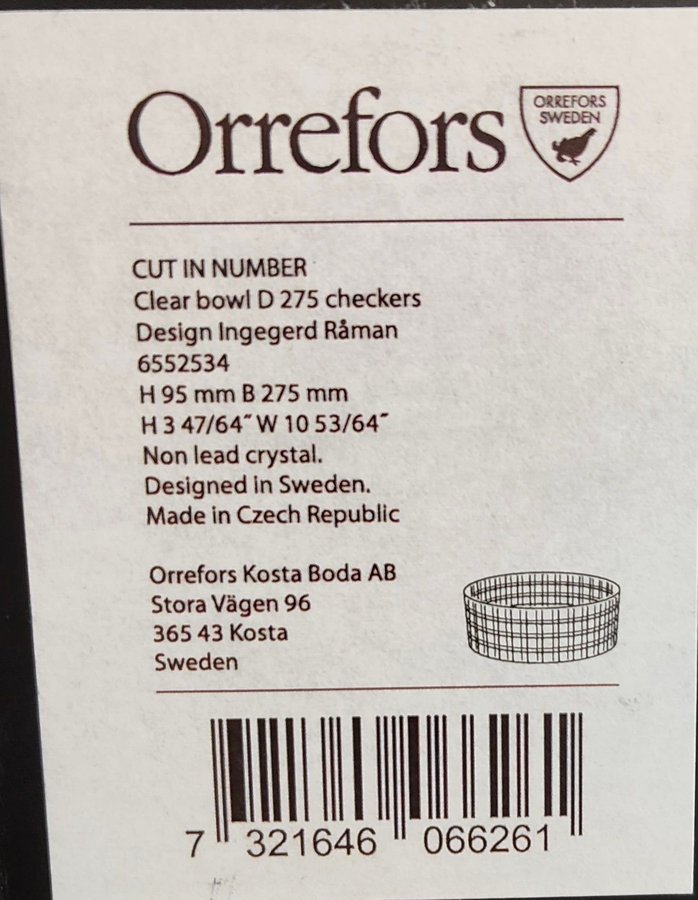 Orrefors
ORREFORS
SWEDEN
CUT IN NUMBER
Clear bowl D 275 checkers
Design Ingegerd Råman
6552534
H 95 mm B 275 mm
H 3 47/64˝ W 10 53/64˝
Non lead crystal.
Designed in Sweden.
Made in Czech Republic
Orrefors Kosta Boda AB
Stora Vägen 96
365 43 Kosta
Sweden
7 321646 066261